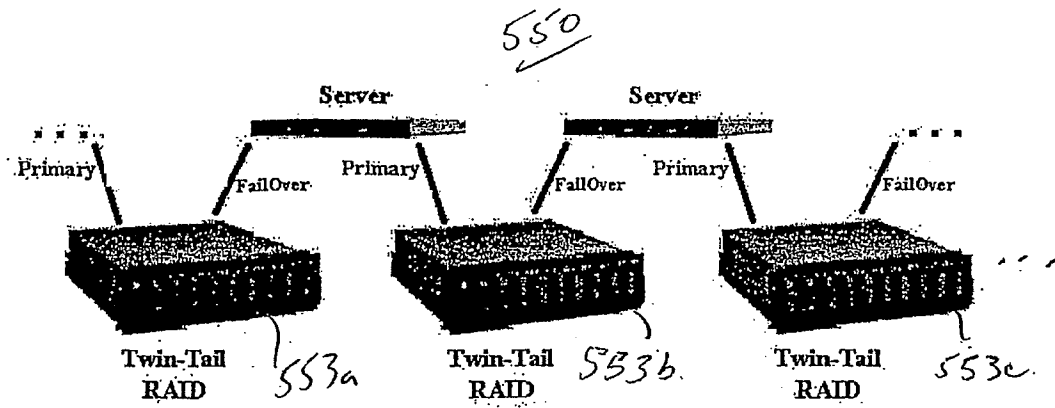 550
Server Server
Primary FailOver Primary FailOver Primary FailOver
Twin-Tail RAID 553a
Twin-Tail RAID 553b.
Twin-Tail RAID 553c